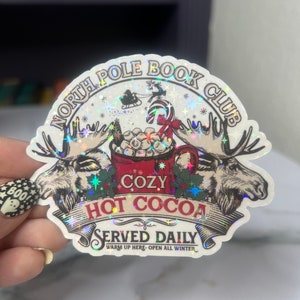 NORTH POLE BOOK CLUB
COZY
HOT COCOA
SERVED DAILY
WARM UP HERE · OPEN ALL WINTER